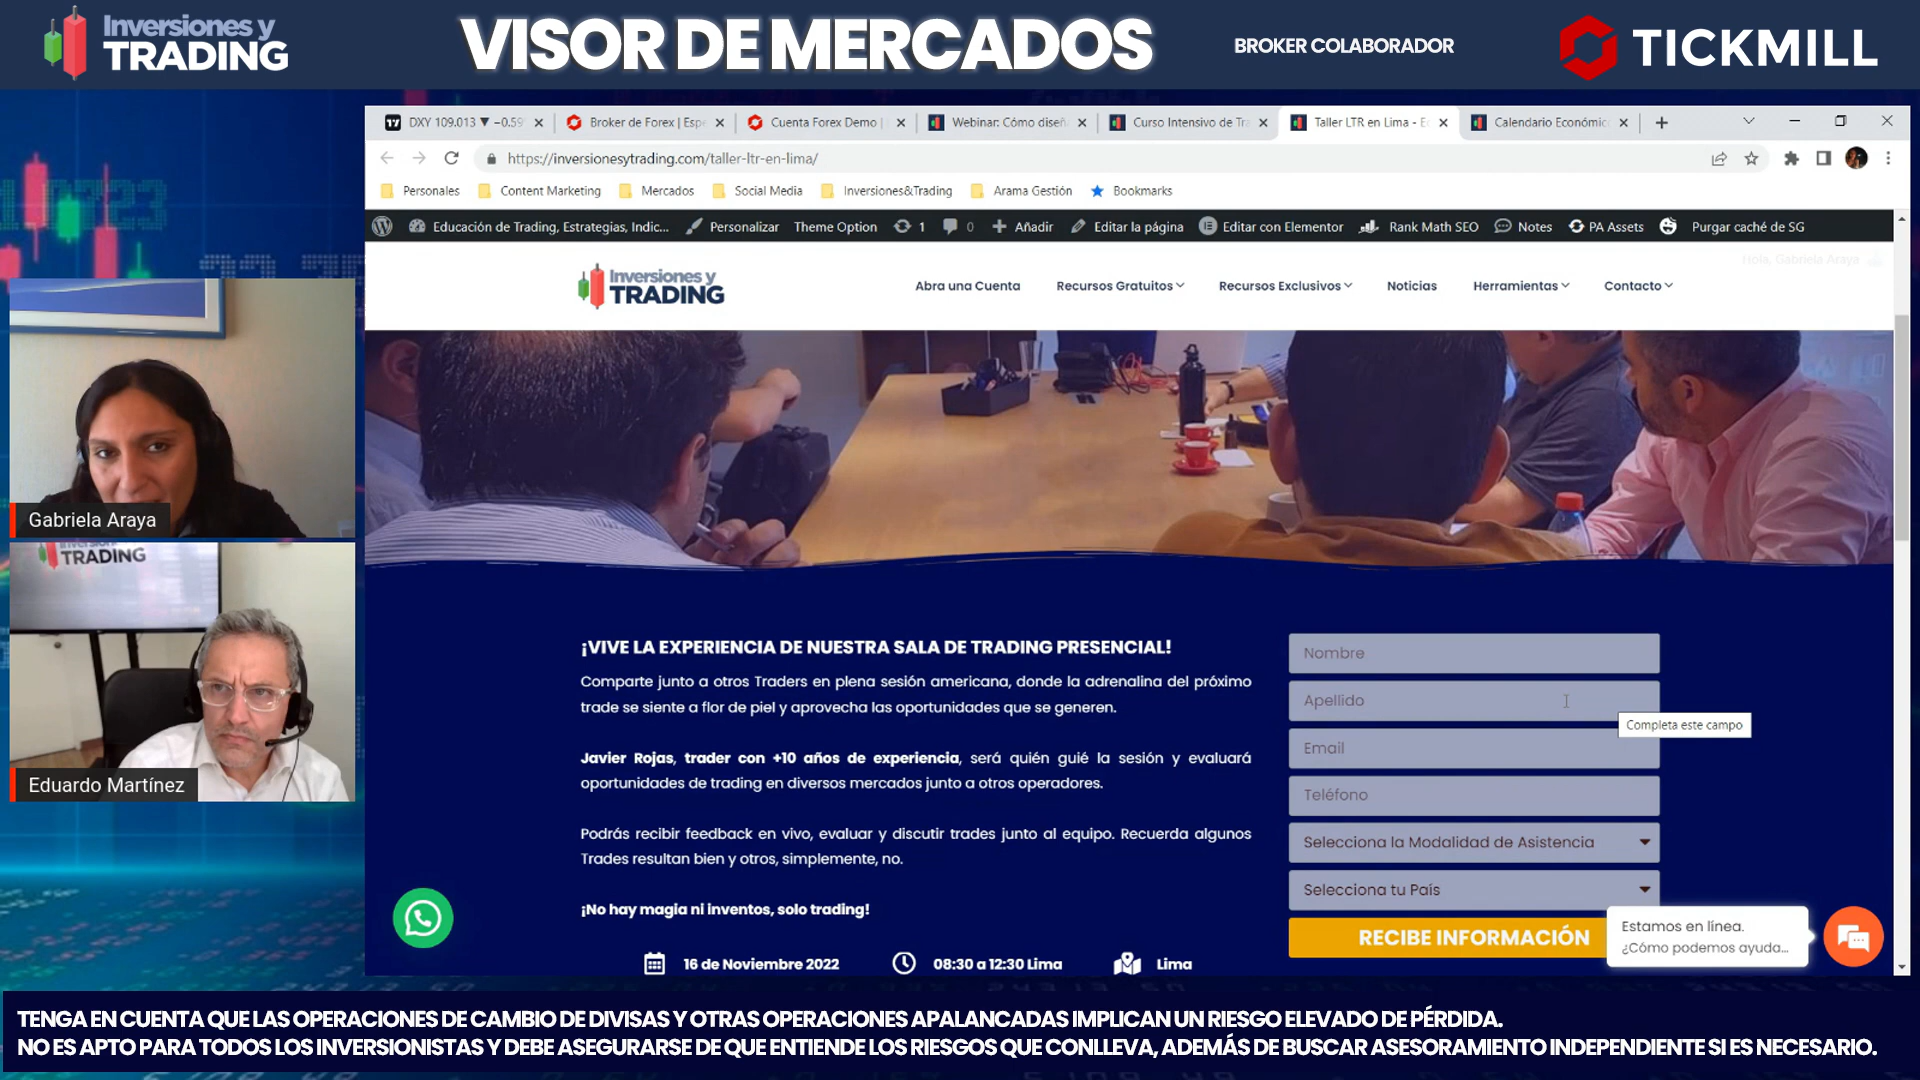 Inversiones y
TRADING
VISOR DE MERCADOS
BROKER COLABORADOR
TICKMILL
DXY 109.013 ▼ −0.59
Broker de Forex | Espe
Cuenta Forex Demo |
Webinar: Cómo diseñ
Curso Intensivo de Tra
Taller LTR en Lima - E
Calendario Económic
https://inversionesytrading.com/taller-ltr-en-lima/
Personales
Content Marketing
Mercados
Social Media
Inversiones&Trading
Arama Gestión
Bookmarks
Educación de Trading, Estrategias, Indic...
Personalizar
Theme Option
1
0
Añadir
Editar la página
Editar con Elementor
Rank Math SEO
Notes
PA Assets
Purgar caché de SG
Hola, Gabriela Araya
Inversiones y
TRADING
Abra una Cuenta
Recursos Gratuitos
Recursos Exclusivos
Noticias
Herramientas
Contacto
Gabriela Araya
TRADING
Eduardo Martínez
¡VIVE LA EXPERIENCIA DE NUESTRA SALA DE TRADING PRESENCIAL!
Comparte junto a otros Traders en plena sesión americana, donde la adrenalina del próximo
trade se siente a flor de piel y aprovecha las oportunidades que se generen.
Javier Rojas, trader con +10 años de experiencia, será quién guié la sesión y evaluará
oportunidades de trading en diversos mercados junto a otros operadores.
Podrás recibir feedback en vivo, evaluar y discutir trades junto al equipo. Recuerda algunos
Trades resultan bien y otros, simplemente, no.
¡No hay magia ni inventos, solo trading!
16 de Noviembre 2022
08:30 a 12:30 Lima
Lima
Nombre
Apellido
Completa este campo
Email
Teléfono
Selecciona la Modalidad de Asistencia
Selecciona tu País
RECIBE INFORMACIÓN
Estamos en línea.
¿Cómo podemos ayuda...
TENGA EN CUENTA QUE LAS OPERACIONES DE CAMBIO DE DIVISAS Y OTRAS OPERACIONES APALANCADAS IMPLICAN UN RIESGO ELEVADO DE PÉRDIDA.
NO ES APTO PARA TODOS LOS INVERSIONISTAS Y DEBE ASEGURARSE DE QUE ENTIENDE LOS RIESGOS QUE CONLLEVA, ADEMÁS DE BUSCAR ASESORAMIENTO INDEPENDIENTE SI ES NECESARIO.